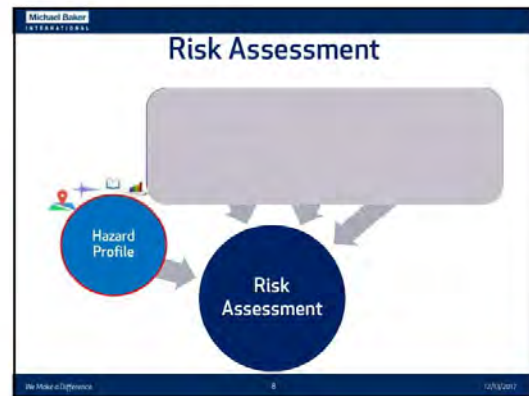 Michael Baker
INTERNATIONAL
Risk Assessment
Hazard
Profile
Risk
Assessment
We Make a Difference
8
12/13/2017